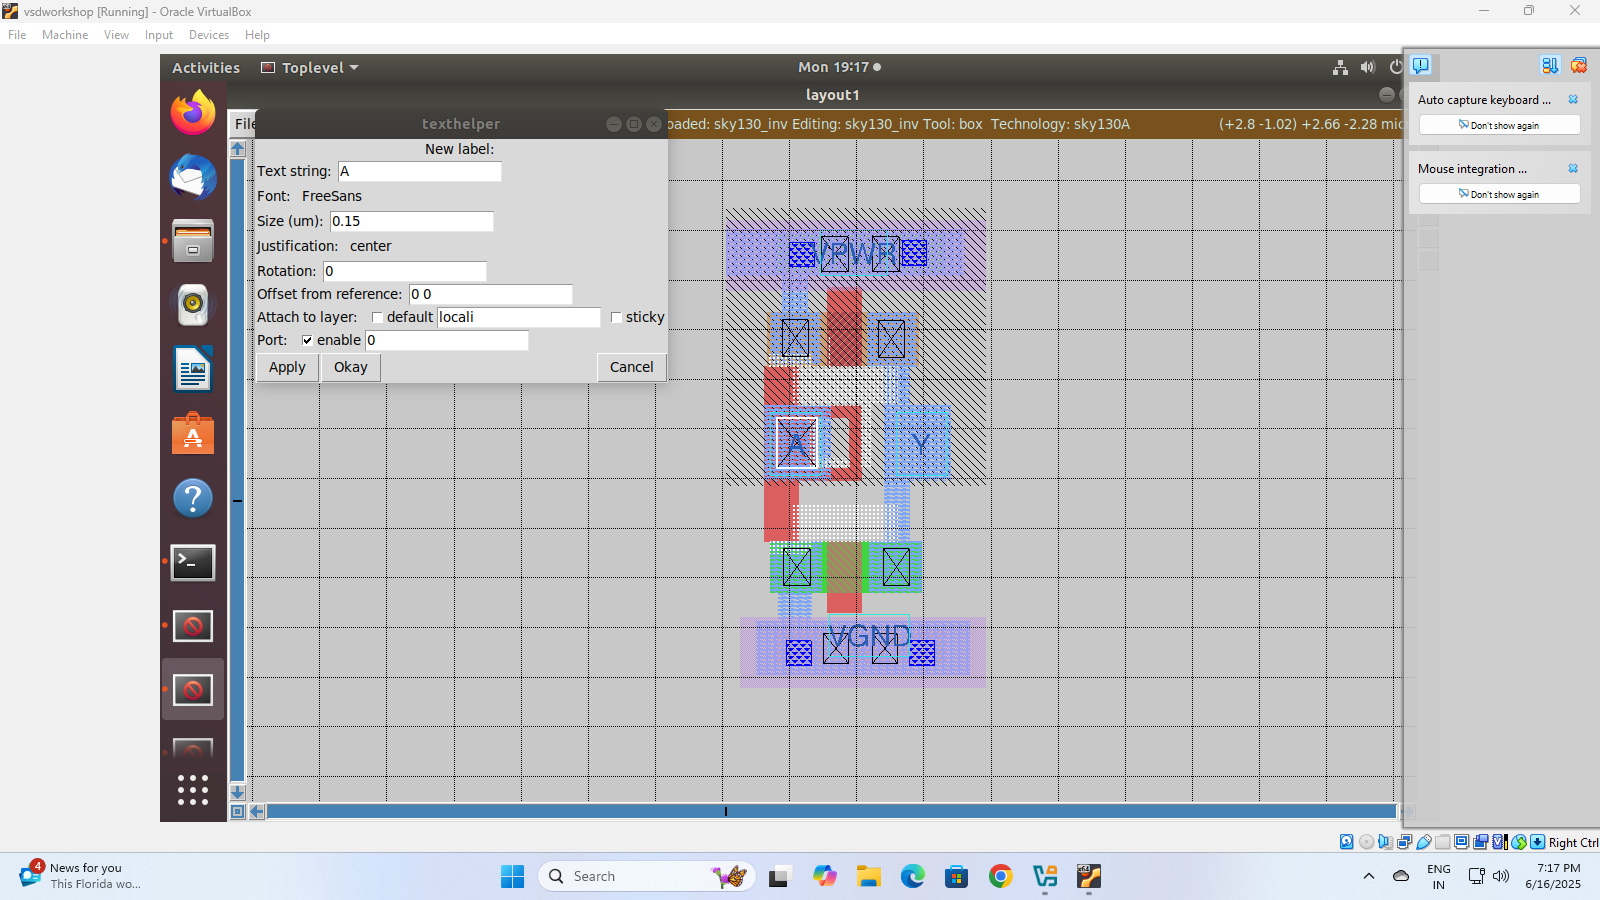 vsdworkshop [Running] - Oracle VirtualBox
File Machine View Input Devices Help
Activities Toplevel Mon 19:17
layout1
File
texthelper
oaded: sky130_inv Editing: sky130_inv Tool: box Technology: sky130A (+2.8 -1.02) +2.66 -2.28 mic
New label:
Text string: A
Font: FreeSans
Size (um): 0.15
Justification: center
Rotation: 0
Offset from reference: 0 0
Attach to layer: default locali sticky
Port: enable 0
Apply Okay Cancel
VPWR
A
Y
VGND
Auto capture keyboard ...
Don't show again
Mouse integration ...
Don't show again
Right Ctrl
4
News for you
This Florida wo...
Search
ENG
IN
7:17 PM
6/16/2025